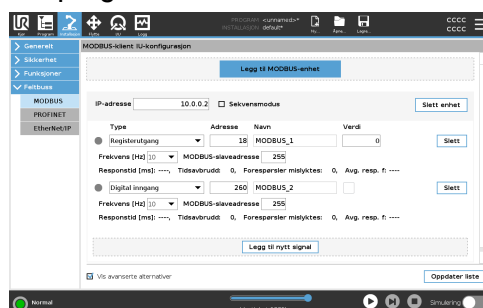 PROGRAM <unnamed>*
INSTALLASJON default*
Kjør Program Installasjon Flytte I/U Logg
Ny... Åpne... Lagre...
CCCC
CCCC
Generelt
Sikkerhet
Funksjoner
Feltbuss
MODBUS
PROFINET
EtherNet/IP
MODBUS-klient IU-konfigurasjon
Legg til MODBUS-enhet
IP-adresse 10.0.0.2 Sekvensmodus Slett enhet
Type Adresse Navn Verdi
Registerutgang 18 MODBUS_1 0 Slett
Frekvens [Hz] 10 MODBUS-slaveadresse 255
Responstid [ms]: ----, Tidsavbrudd: 0, Forespørsler mislyktes: 0, Avg. resp. f: ----
Digital inngang 260 MODBUS_2 Slett
Frekvens [Hz] 10 MODBUS-slaveadresse 255
Responstid [ms]: ----, Tidsavbrudd: 0, Forespørsler mislyktes: 0, Avg. resp. f: ----
Legg til nytt signal
Vis avanserte alternativer
Oppdater liste
Normal
Simulering